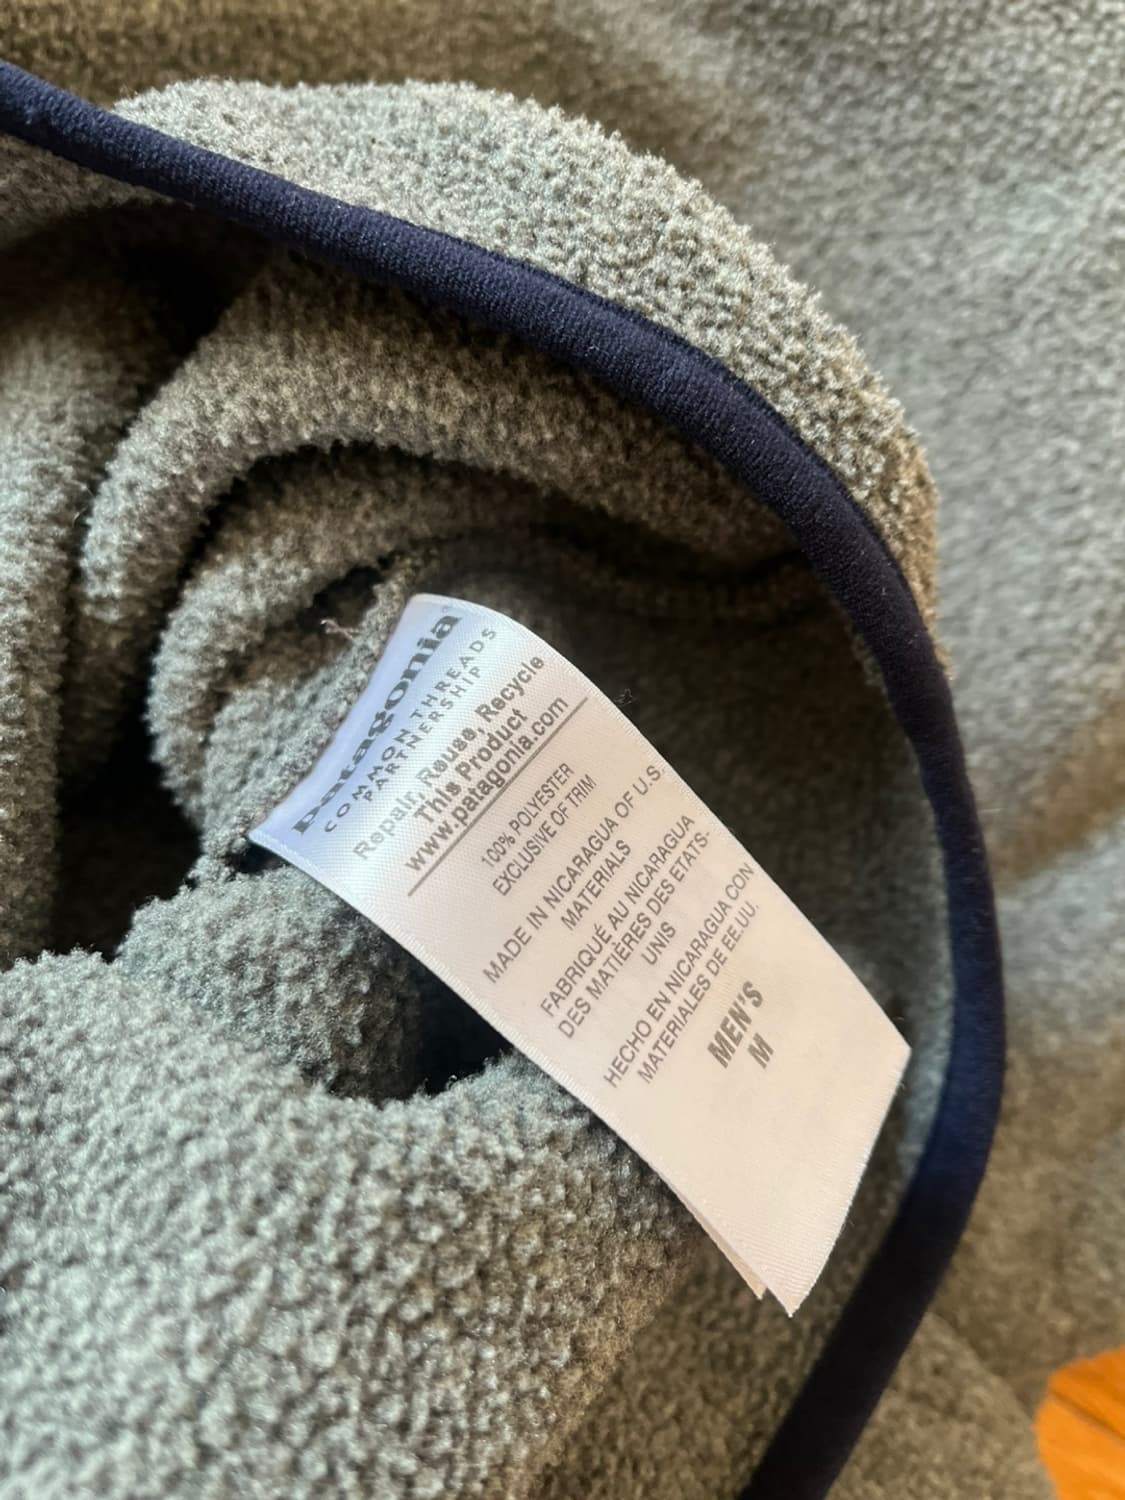 patagonia®
COMMON THREADS
PARTNERSHIP
Repair, Reuse, Recycle
This Product
www.patagonia.com
100% POLYESTER
EXCLUSIVE OF TRIM
MADE IN NICARAGUA OF U.S.
MATERIALS
FABRIQUÉ AU NICARAGUA
DES MATIÈRES DES ETATS-
UNIS
HECHO EN NICARAGUA CON
MATERIALES DE EE.UU.
MEN'S
M